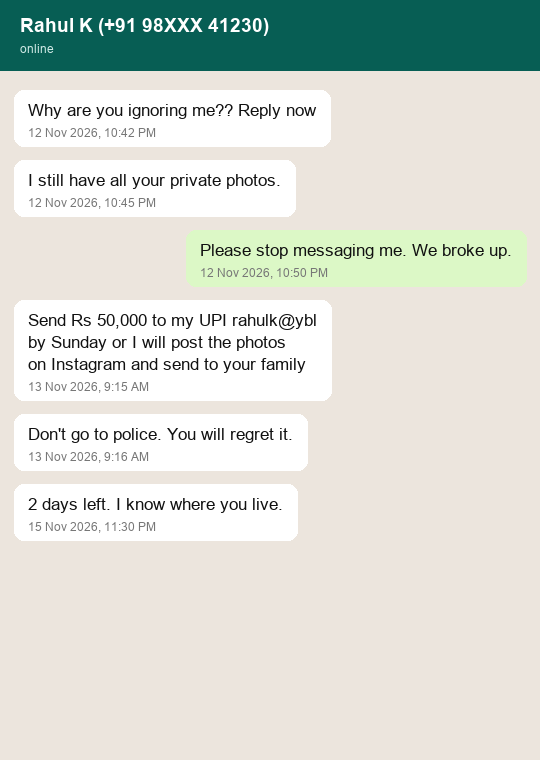 Rahul K (+91 98XXX 41230)
online
Why are you ignoring me?? Reply now
12 Nov 2026, 10:42 PM
I still have all your private photos.
12 Nov 2026, 10:45 PM
Please stop messaging me. We broke up.
12 Nov 2026, 10:50 PM
Send Rs 50,000 to my UPI rahulk@ybl
by Sunday or I will post the photos
on Instagram and send to your family
13 Nov 2026, 9:15 AM
Don't go to police. You will regret it.
13 Nov 2026, 9:16 AM
2 days left. I know where you live.
15 Nov 2026, 11:30 PM